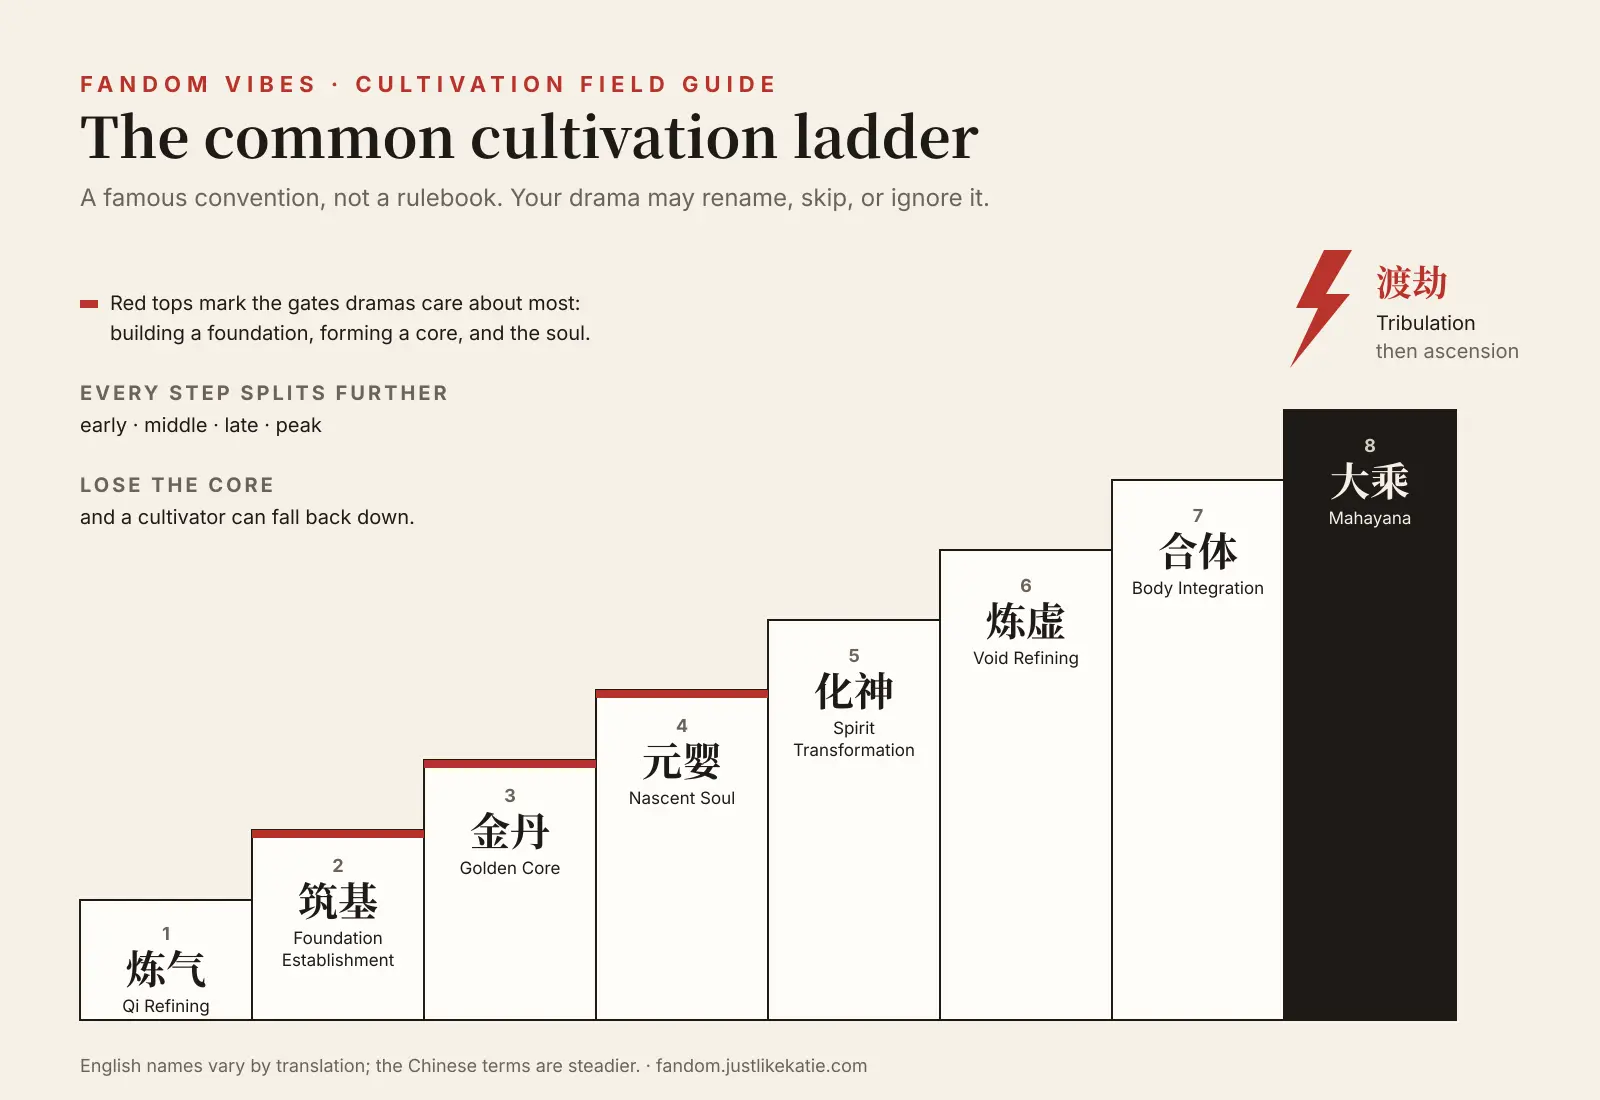 FANDOM VIBES · CULTIVATION FIELD GUIDE
The common cultivation ladder
A famous convention, not a rulebook. Your drama may rename, skip, or ignore it.
Red tops mark the gates dramas care about most:
building a foundation, forming a core, and the soul.
EVERY STEP SPLITS FURTHER
early · middle · late · peak
LOSE THE CORE
and a cultivator can fall back down.
1
炼气
Qi Refining
2
筑基
Foundation
Establishment
3
金丹
Golden Core
4
元婴
Nascent Soul
5
化神
Spirit
Transformation
6
炼虚
Void Refining
7
合体
Body Integration
8
大乘
Mahayana
渡劫
Tribulation
then ascension
English names vary by translation; the Chinese terms are steadier. · fandom.justlikekatie.com